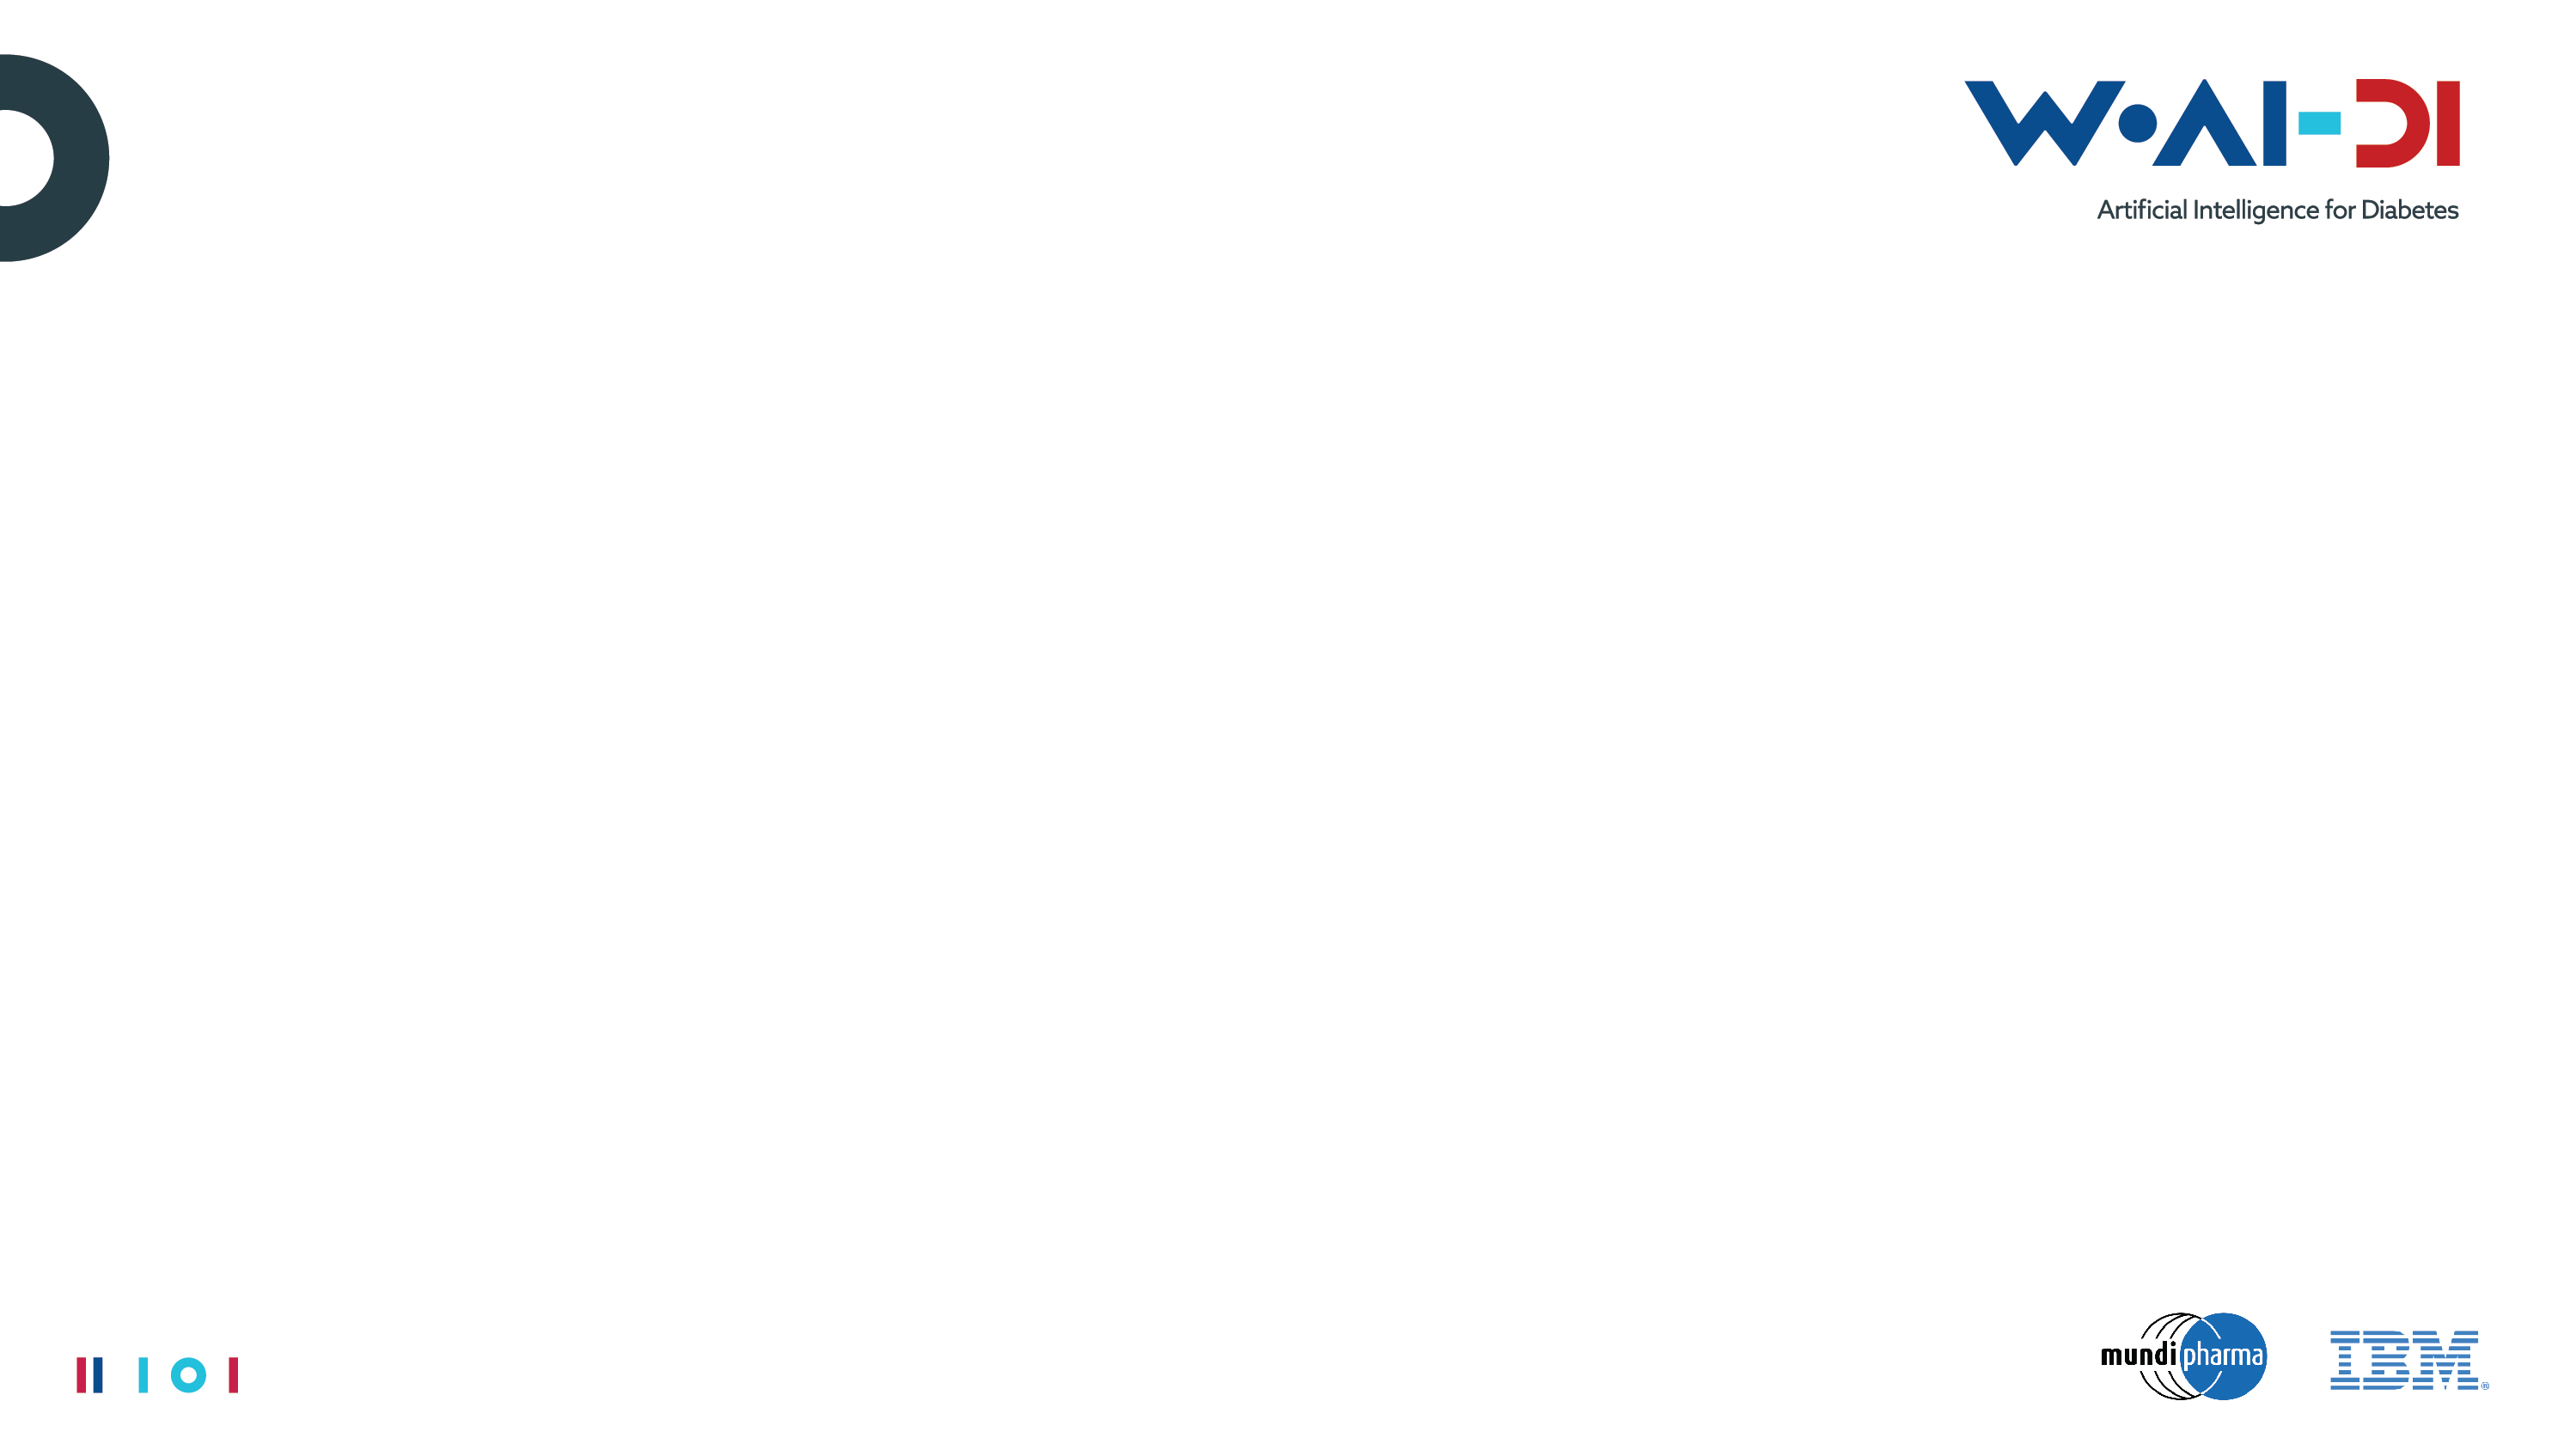 W·AI-DI
Artificial Intelligence for Diabetes
mundipharma
IBM®